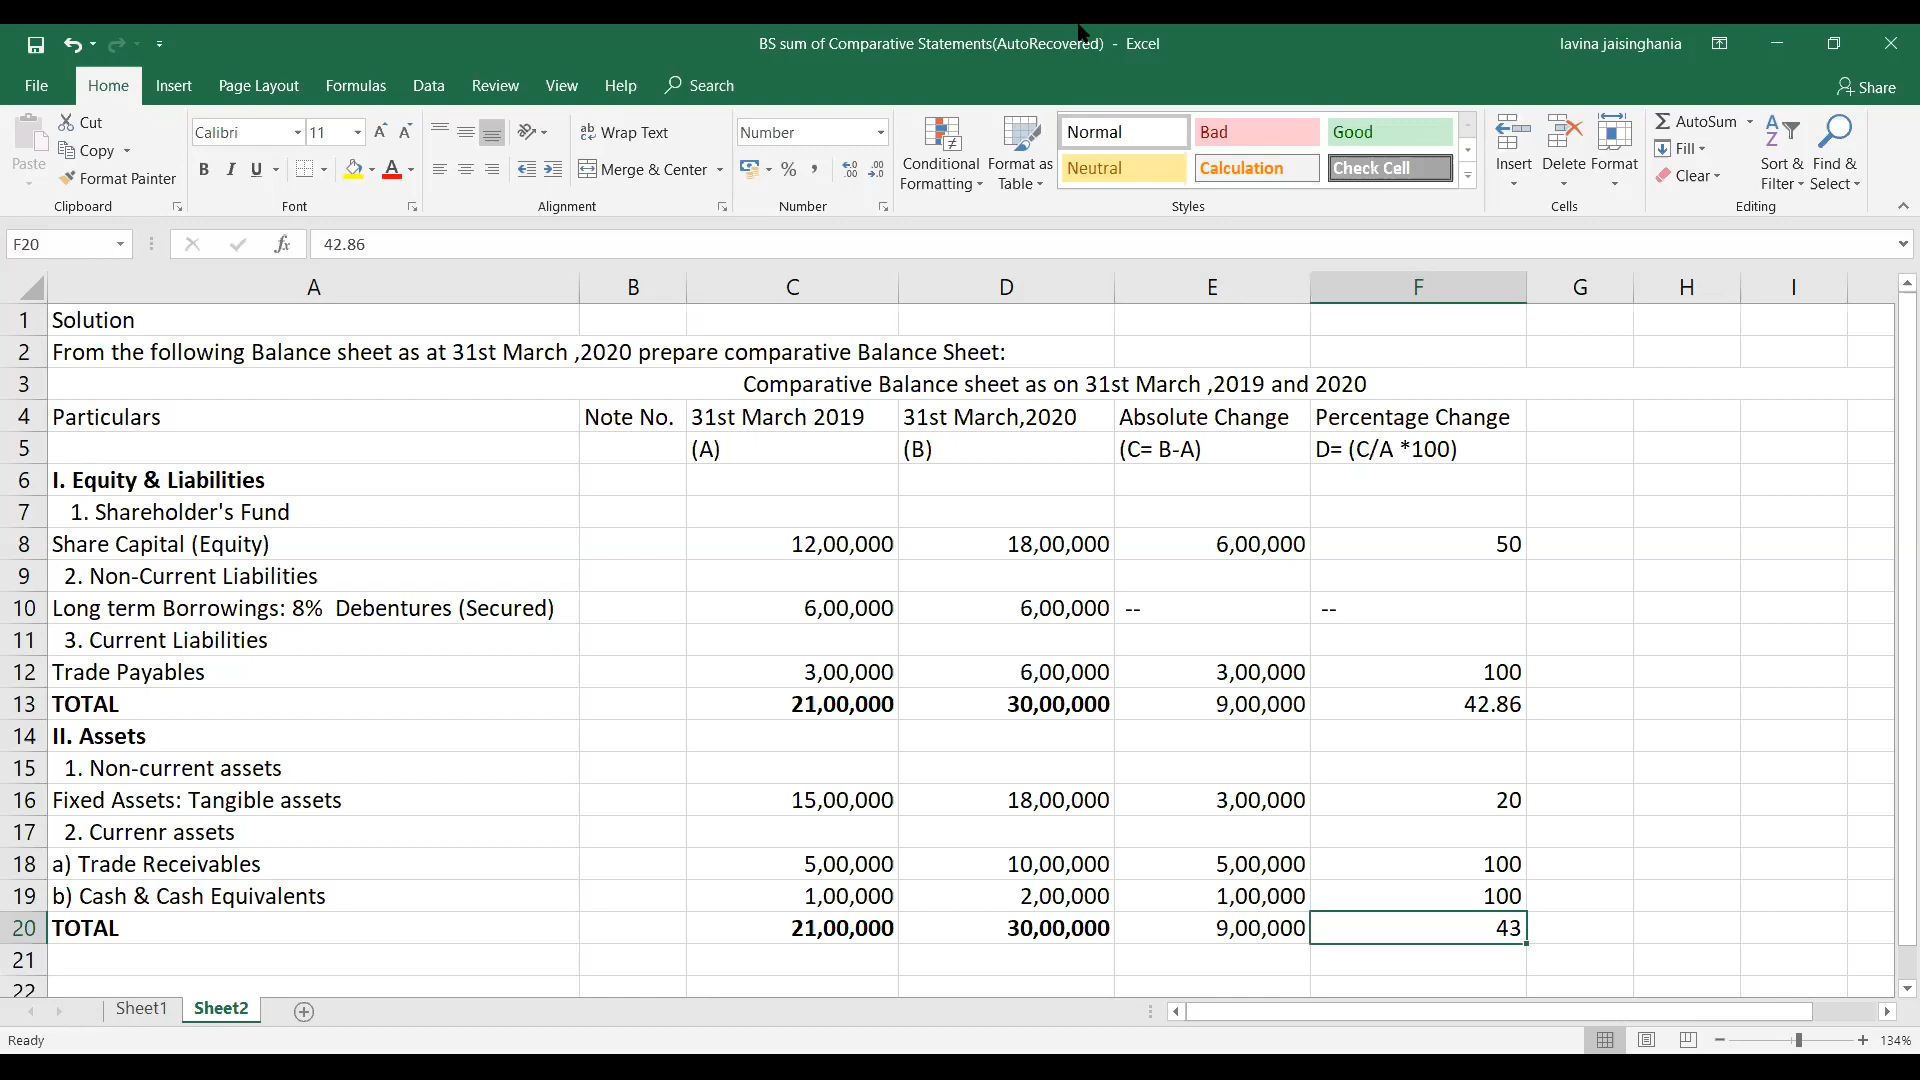 BS sum of Comparative Statements(AutoRecovered) - Excel
lavina jaisinghania
File Home Insert Page Layout Formulas Data Review View Help Search Share
Paste
Cut
Copy
Format Painter
Clipboard
Calibri 11
B I U
Font
Wrap Text
Merge & Center
Alignment
Number
% ,
Number
Conditional Formatting
Format as Table
Normal Bad Good
Neutral Calculation Check Cell
Styles
Insert Delete Format
Cells
AutoSum
Fill
Clear
Sort & Filter
Find & Select
Editing
F20 fx 42.86
A B C D E F G H I
1 Solution
2 From the following Balance sheet as at 31st March ,2020 prepare comparative Balance Sheet:
3 Comparative Balance sheet as on 31st March ,2019 and 2020
4 Particulars Note No. 31st March 2019 31st March,2020 Absolute Change Percentage Change
5 (A) (B) (C= B-A) D= (C/A *100)
6 I. Equity & Liabilities
7 1. Shareholder's Fund
8 Share Capital (Equity) 12,00,000 18,00,000 6,00,000 50
9 2. Non-Current Liabilities
10 Long term Borrowings: 8% Debentures (Secured) 6,00,000 6,00,000 -- --
11 3. Current Liabilities
12 Trade Payables 3,00,000 6,00,000 3,00,000 100
13 TOTAL 21,00,000 30,00,000 9,00,000 42.86
14 II. Assets
15 1. Non-current assets
16 Fixed Assets: Tangible assets 15,00,000 18,00,000 3,00,000 20
17 2. Currenr assets
18 a) Trade Receivables 5,00,000 10,00,000 5,00,000 100
19 b) Cash & Cash Equivalents 1,00,000 2,00,000 1,00,000 100
20 TOTAL 21,00,000 30,00,000 9,00,000 43
21
22
Sheet1 Sheet2
Ready 134%